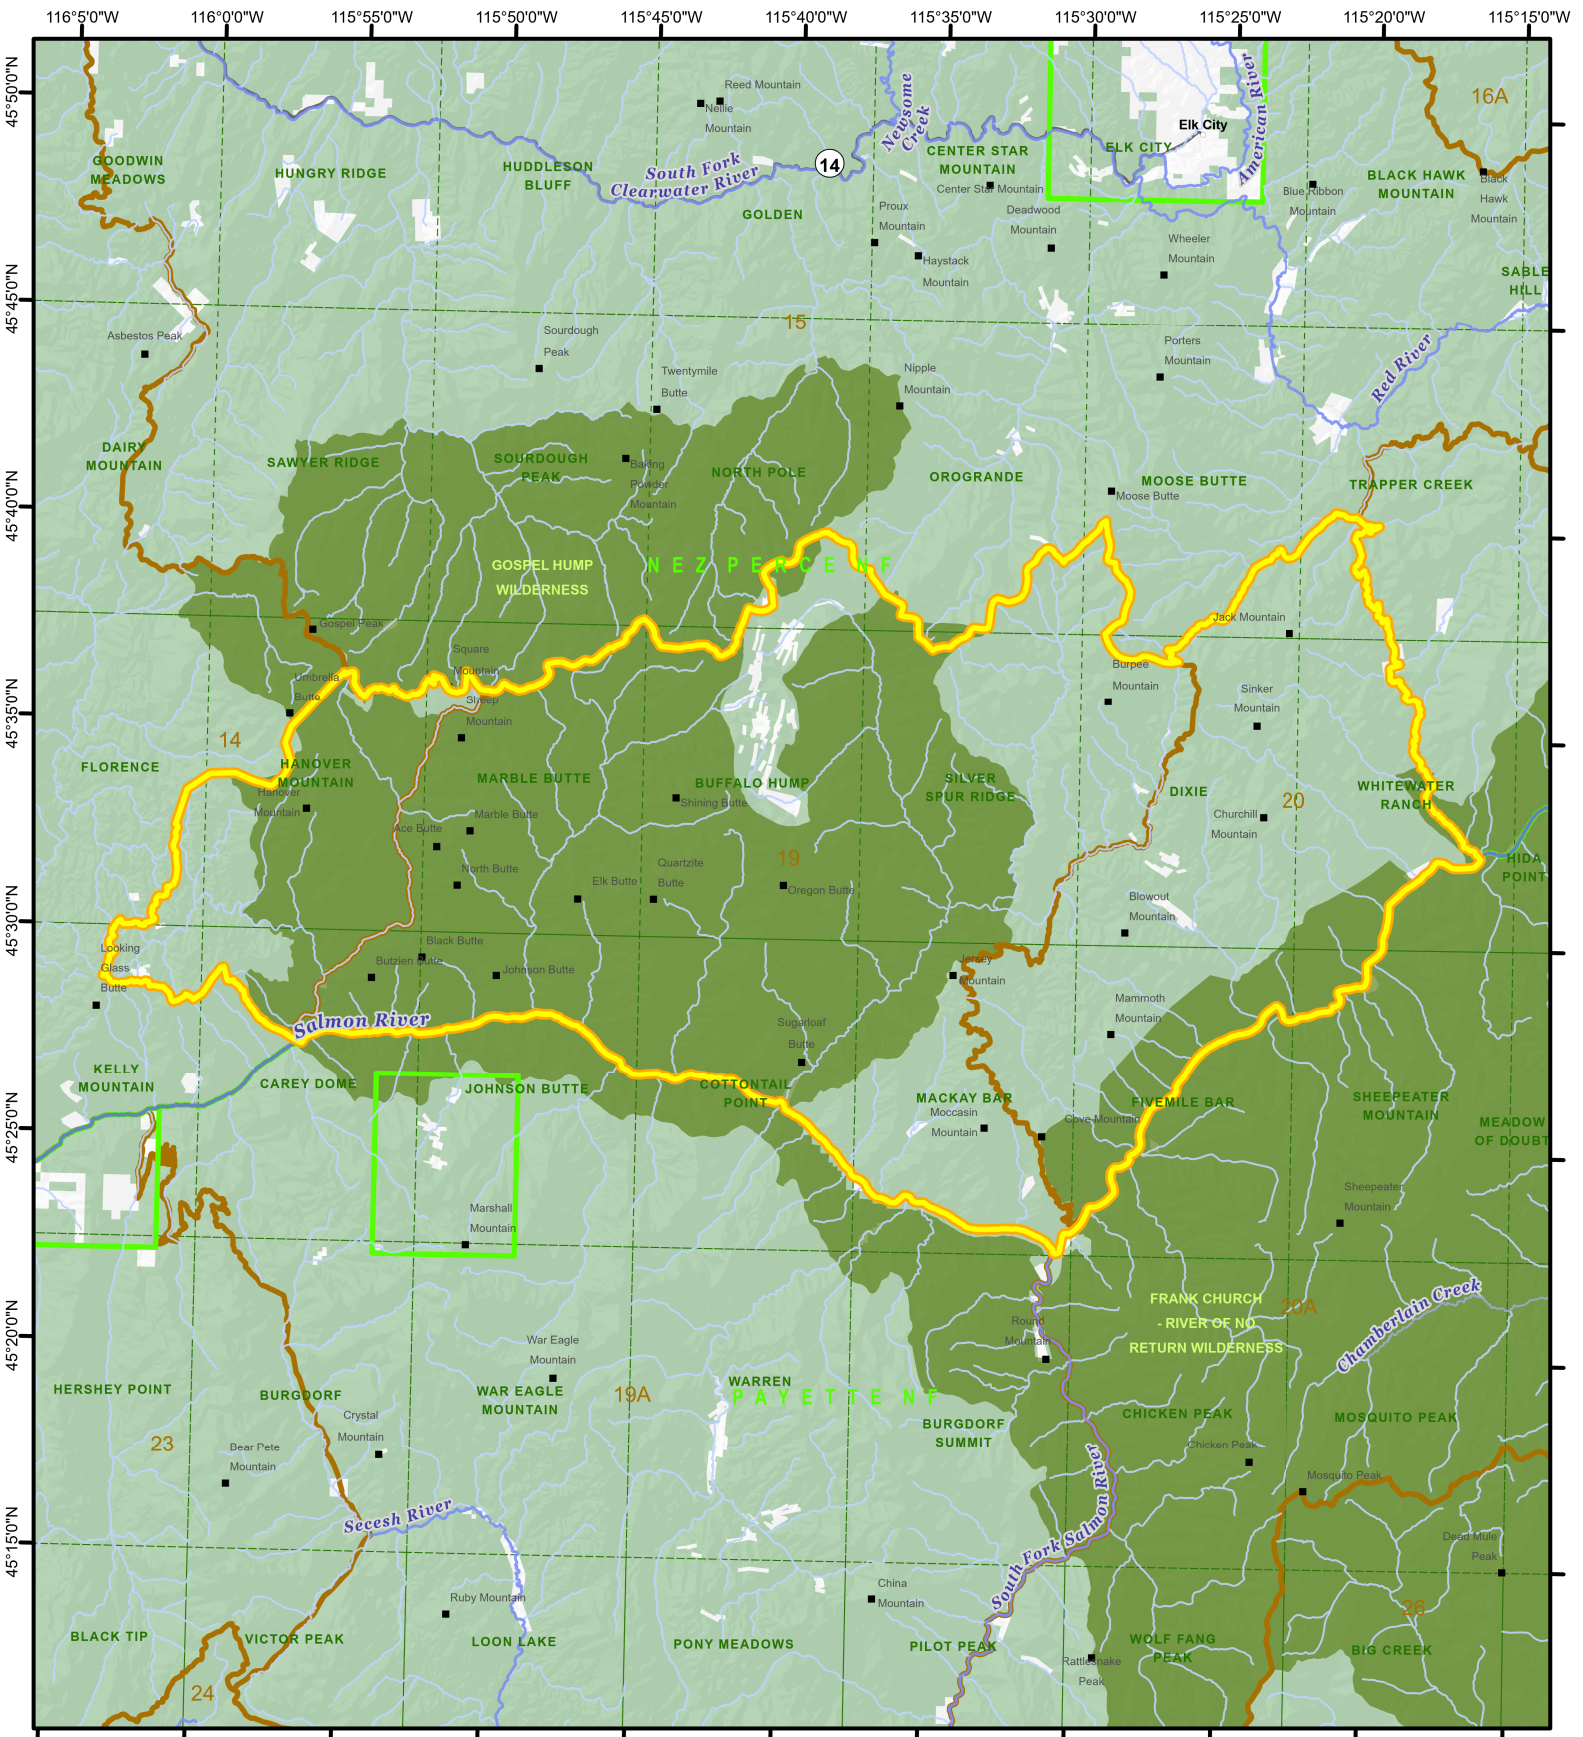 116°5'0"W
116°0'0"W
115°55'0"W
115°50'0"W
115°45'0"W
115°40'0"W
115°35'0"W
115°30'0"W
115°25'0"W
115°20'0"W
115°15'0"W
45°50'0"N
45°45'0"N
45°40'0"N
45°35'0"N
45°30'0"N
45°25'0"N
45°20'0"N
45°15'0"N
Reed Mountain
Nellie
Mountain
Newsome
Creek
American River
Elk City
16A
GOODWIN
MEADOWS
HUNGRY RIDGE
HUDDLESON
BLUFF
South Fork
Clearwater River
14
CENTER STAR
MOUNTAIN
Center Star Mountain
ELK CITY
BLACK HAWK
MOUNTAIN
Black
Hawk
Mountain
Blue Ribbon
Mountain
GOLDEN
Proux
Mountain
Deadwood
Mountain
Haystack
Mountain
Wheeler
Mountain
SABLE
HILL
Asbestos Peak
Sourdough
Peak
15
Twentymile
Butte
Nipple
Mountain
Porters
Mountain
Red River
DAIRY
MOUNTAIN
SAWYER RIDGE
SOURDOUGH
PEAK
Baking
Powder
Mountain
NORTH POLE
OROGRANDE
MOOSE BUTTE
Moose Butte
TRAPPER CREEK
GOSPEL HUMP
WILDERNESS
NEZ PERCE NF
Gospel Peak
Square
Mountain
Umbrella
Butte
Sheep
Mountain
Jack Mountain
Burpee
Mountain
Sinker
Mountain
14
FLORENCE
HANOVER
MOUNTAIN
Hanover
Mountain
MARBLE BUTTE
BUFFALO HUMP
Shining Butte
SILVER
SPUR RIDGE
DIXIE
20
WHITEWATER
RANCH
Churchill
Mountain
Marble Butte
Ace Butte
North Butte
Elk Butte
Quartzite
Butte
19
Oregon Butte
HIDA
POINT
Blowout
Mountain
Looking
Glass
Butte
Black Butte
Butzien Butte
Johnson Butte
Jersey
Mountain
Mammoth
Mountain
Salmon River
Sugarloaf
Butte
KELLY
MOUNTAIN
CAREY DOME
JOHNSON BUTTE
COTTONTAIL
POINT
MACKAY BAR
Moccasin
Mountain
Cove Mountain
FIVEMILE BAR
SHEEPEATER
MOUNTAIN
MEADOW
OF DOUBT
Marshall
Mountain
Sheepeater
Mountain
FRANK CHURCH
- RIVER OF NO
RETURN WILDERNESS
20A
Chamberlain Creek
Round
Mountain
War Eagle
Mountain
HERSHEY POINT
BURGDORF
WAR EAGLE
MOUNTAIN
19A
WARREN
PAYETTE NF
BURGDORF
SUMMIT
CHICKEN PEAK
MOSQUITO PEAK
Crystal
Mountain
23
Bear Pete
Mountain
Chicken Peak
Mosquito Peak
Secesh River
South Fork Salmon River
Dead Mule
Peak
Ruby Mountain
China
Mountain
26
BLACK TIP
VICTOR PEAK
LOON LAKE
PONY MEADOWS
PILOT PEAK
Rattlesnake
Peak
WOLF FANG
PEAK
BIG CREEK
24